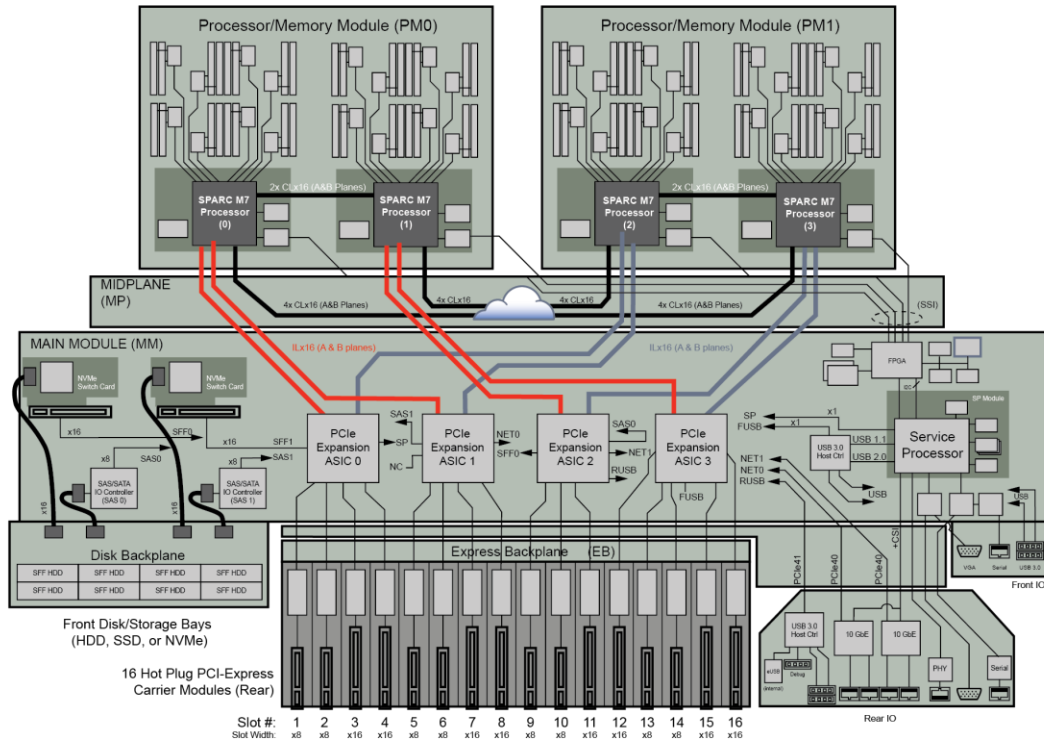 Processor/Memory Module (PM0)
Processor/Memory Module (PM1)
2x CLx16 (A&B Planes)
2x CLx16 (A&B Planes)
SPARC M7
Processor
(0)
SPARC M7
Processor
(1)
SPARC M7
Processor
(2)
SPARC M7
Processor
(3)
MIDPLANE
(MP)
4x CLx16
4x CLx16
4x CLx16 (A&B Planes)
4x CLx16 (A&B Planes)
(SSI)
MAIN MODULE (MM)
ILx16 (A & B planes)
ILx16 (A & B planes)
FPGA
I2C
NVMe
Switch Card
NVMe
Switch Card
x16
SFF0
x16
SFF1
x8
SAS0
x8
SAS1
x16
x16
SAS/SATA
IO Controller
(SAS 0)
SAS/SATA
IO Controller
(SAS 1)
PCIe
Expansion
ASIC 0
SP
SAS1
NC
PCIe
Expansion
ASIC 1
NET0
SFF0
PCIe
Expansion
ASIC 2
SAS0
NET1
RUSB
PCIe
Expansion
ASIC 3
FUSB
SP
FUSB
x1
x1
USB 3.0
Host Ctrl
USB 1.1
USB 2.0
USB
NET1
NET0
RUSB
SP Module
Service
Processor
USB
+CSI
VGA
Serial
USB 3.0
Front IO
Disk Backplane
SFF HDD SFF HDD SFF HDD SFF HDD
SFF HDD SFF HDD SFF HDD SFF HDD
Front Disk/Storage Bays
(HDD, SSD, or NVMe)
Express Backplane (EB)
PCIe41
PCIe40
PCIe40
16 Hot Plug PCI-Express
Carrier Modules (Rear)
USB 3.0
Host Ctrl
10 GbE
10 GbE
eUSB
(internal)
Debug
PHY
Serial
Rear IO
Slot #: 1 2 3 4 5 6 7 8 9 10 11 12 13 14 15 16
Slot Width: x8 x8 x16 x16 x8 x8 x16 x16 x8 x8 x16 x16 x8 x8 x16 x16